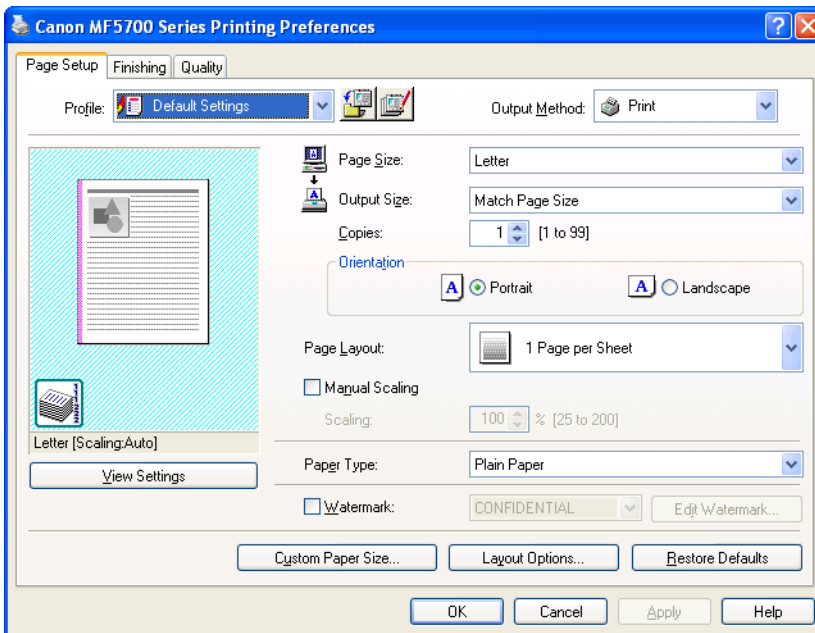 Canon MF5700 Series Printing Preferences
Page Setup Finishing Quality
Profile: Default Settings Output Method: Print
Page Size: Letter
Output Size: Match Page Size
Copies: 1 [1 to 99]
Orientation
A Portrait A Landscape
Page Layout: 1 Page per Sheet
Manual Scaling
Scaling: 100 % [25 to 200]
Letter [Scaling:Auto]
View Settings
Paper Type: Plain Paper
Watermark: CONFIDENTIAL Edit Watermark...
Custom Paper Size... Layout Options... Restore Defaults
OK Cancel Apply Help